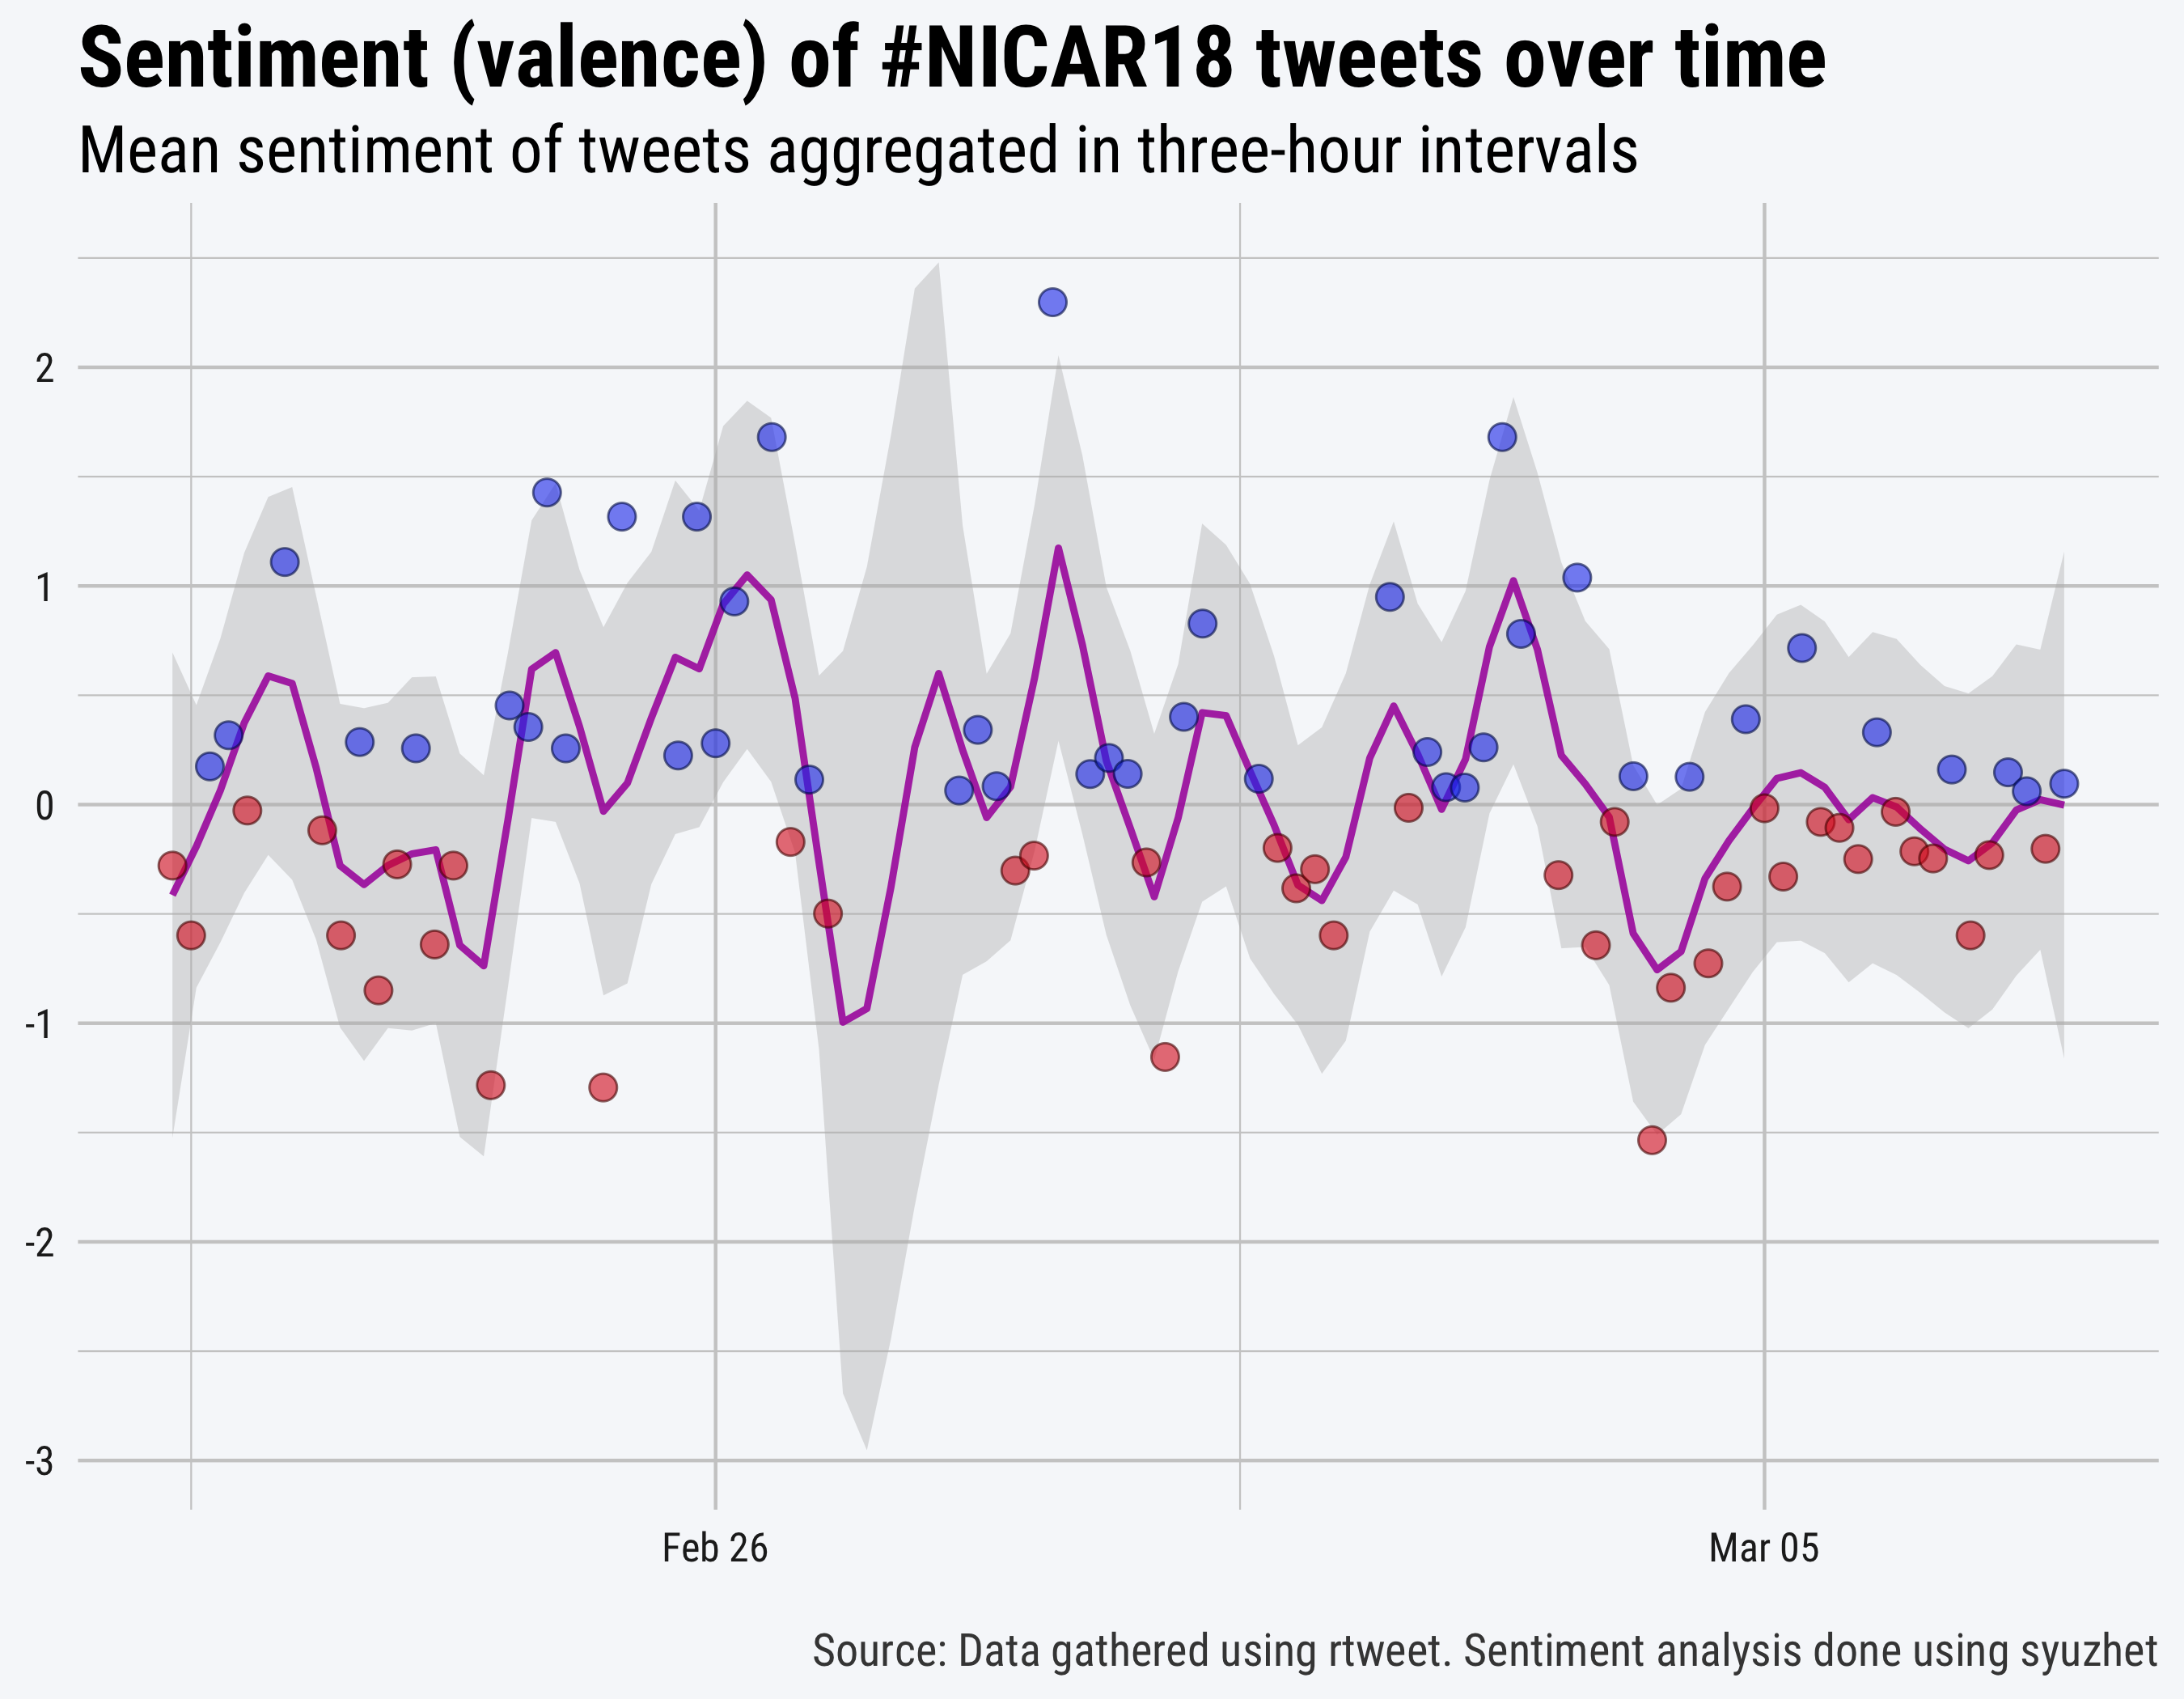 Sentiment (valence) of #NICAR18 tweets over time
Mean sentiment of tweets aggregated in three-hour intervals
2
1
0
-1
-2
-3
Feb 26
Mar 05
Source: Data gathered using rtweet. Sentiment analysis done using syuzhet